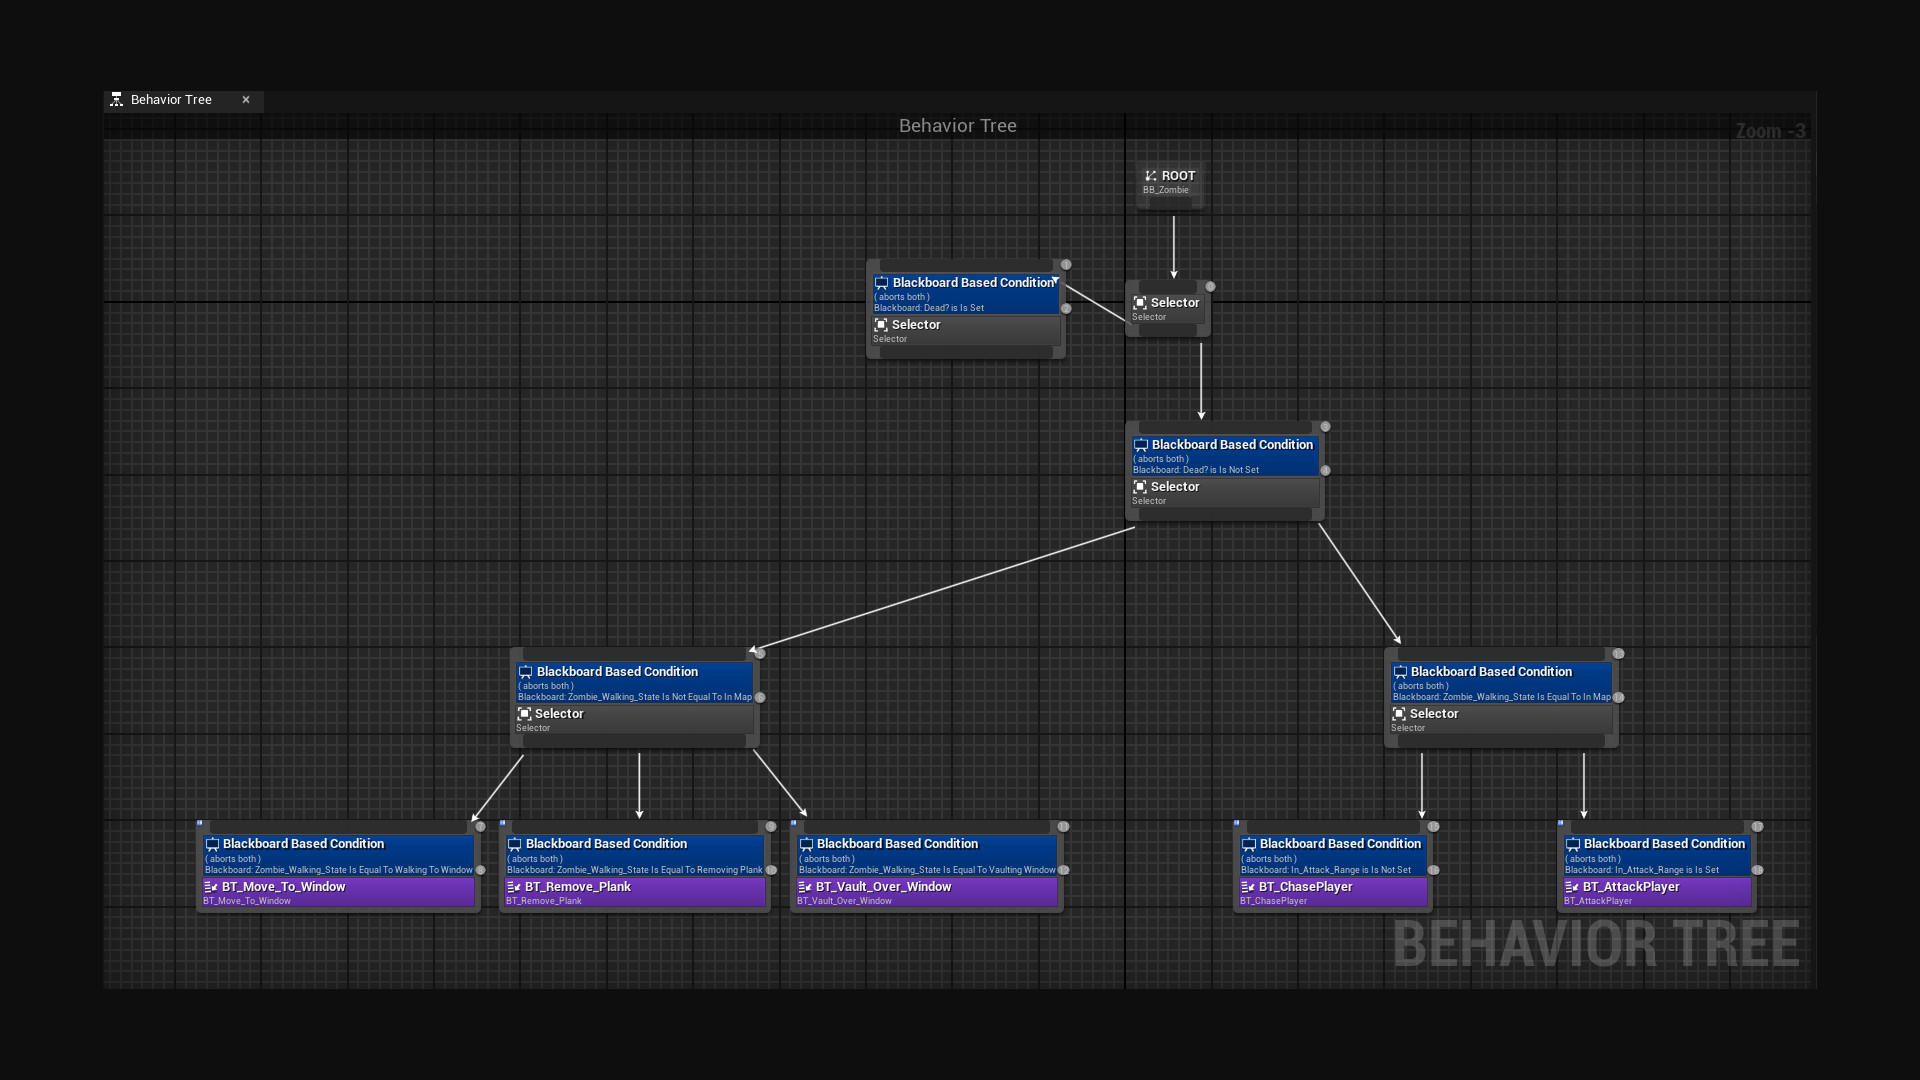 Behavior Tree
Behavior Tree
Zoom -3
ROOT
BB_Zombie
Blackboard Based Condition
( aborts both )
Blackboard: Dead? is Is Set
Selector
Selector
Selector
Selector
Blackboard Based Condition
( aborts both )
Blackboard: Dead? is Is Not Set
Selector
Selector
Blackboard Based Condition
( aborts both )
Blackboard: Zombie_Walking_State Is Not Equal To In Map
Selector
Selector
Blackboard Based Condition
( aborts both )
Blackboard: Zombie_Walking_State Is Equal To In Map
Selector
Selector
Blackboard Based Condition
( aborts both )
Blackboard: Zombie_Walking_State Is Equal To Walking To Window
BT_Move_To_Window
BT_Move_To_Window
Blackboard Based Condition
( aborts both )
Blackboard: Zombie_Walking_State Is Equal To Removing Plank
BT_Remove_Plank
BT_Remove_Plank
Blackboard Based Condition
( aborts both )
Blackboard: Zombie_Walking_State Is Equal To Vaulting Window
BT_Vault_Over_Window
BT_Vault_Over_Window
Blackboard Based Condition
( aborts both )
Blackboard: In_Attack_Range is Is Not Set
BT_ChasePlayer
BT_ChasePlayer
Blackboard Based Condition
( aborts both )
Blackboard: In_Attack_Range is Is Set
BT_AttackPlayer
BT_AttackPlayer
BEHAVIOR TREE